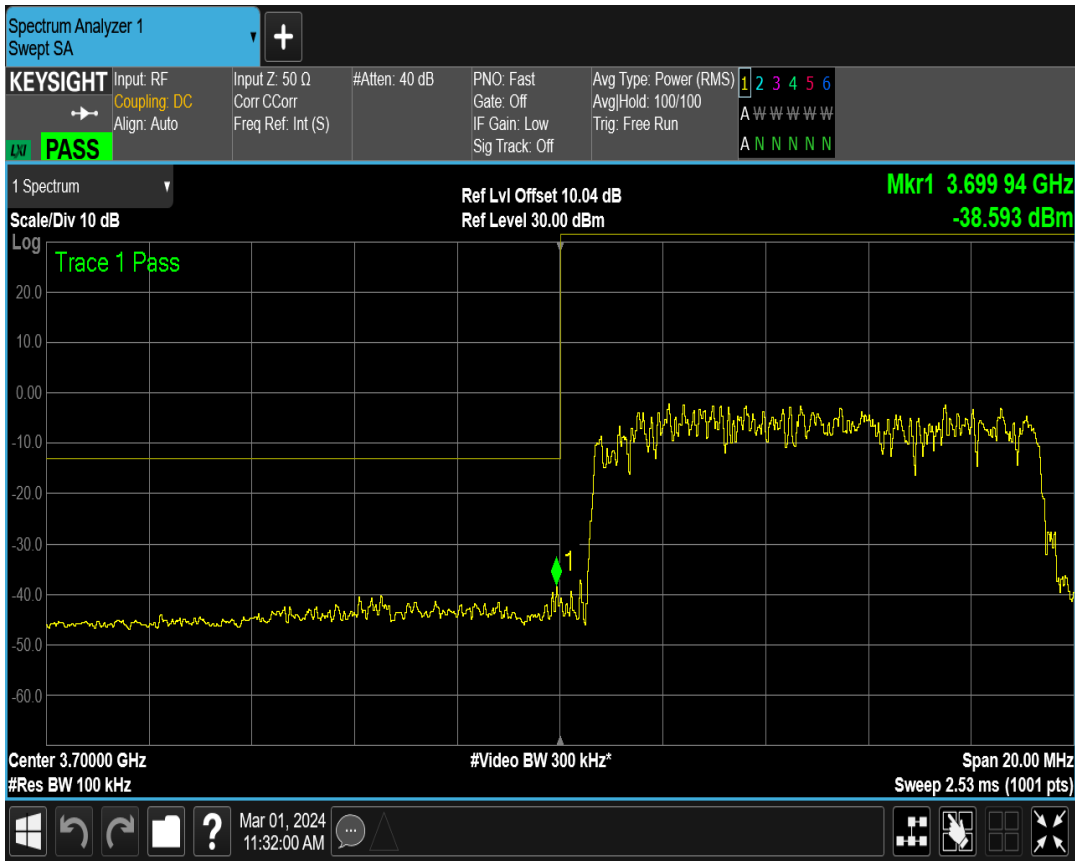 Spectrum Analyzer 1
Swept SA
KEYSIGHT
LXI PASS
Input: RF
Coupling: DC
Align: Auto
Input Z: 50 Ω
Corr CCorr
Freq Ref: Int (S)
#Atten: 40 dB
PNO: Fast
Gate: Off
IF Gain: Low
Sig Track: Off
Avg Type: Power (RMS)
Avg|Hold: 100/100
Trig: Free Run
1 2 3 4 5 6
A W W W W W
A N N N N N
1 Spectrum
Scale/Div 10 dB
Ref Lvl Offset 10.04 dB
Ref Level 30.00 dBm
Mkr1 3.699 94 GHz
-38.593 dBm
Log
Trace 1 Pass
20.0
10.0
0.00
-10.0
-20.0
-30.0
1
-40.0
-50.0
-60.0
Center 3.70000 GHz
#Video BW 300 kHz*
Span 20.00 MHz
#Res BW 100 kHz
Sweep 2.53 ms (1001 pts)
?
Mar 01, 2024
11:32:00 AM